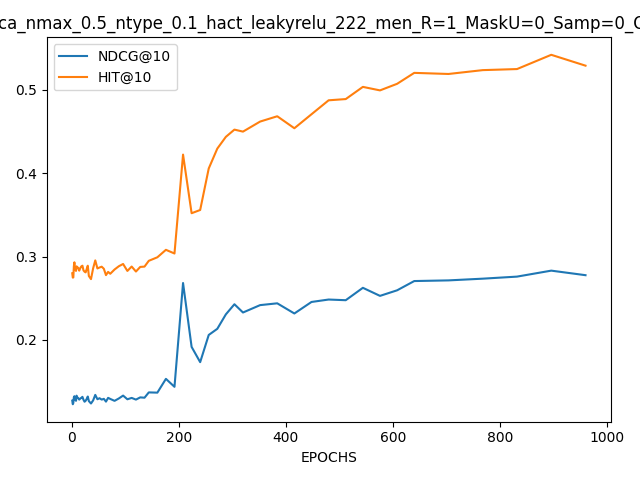 ca_nmax_0.5_ntype_0.1_hact_leakyrelu_222_men_R=1_MaskU=0_Samp=0_C
NDCG@10
HIT@10
0.5
0.4
0.3
0.2
0 200 400 600 800 1000
EPOCHS